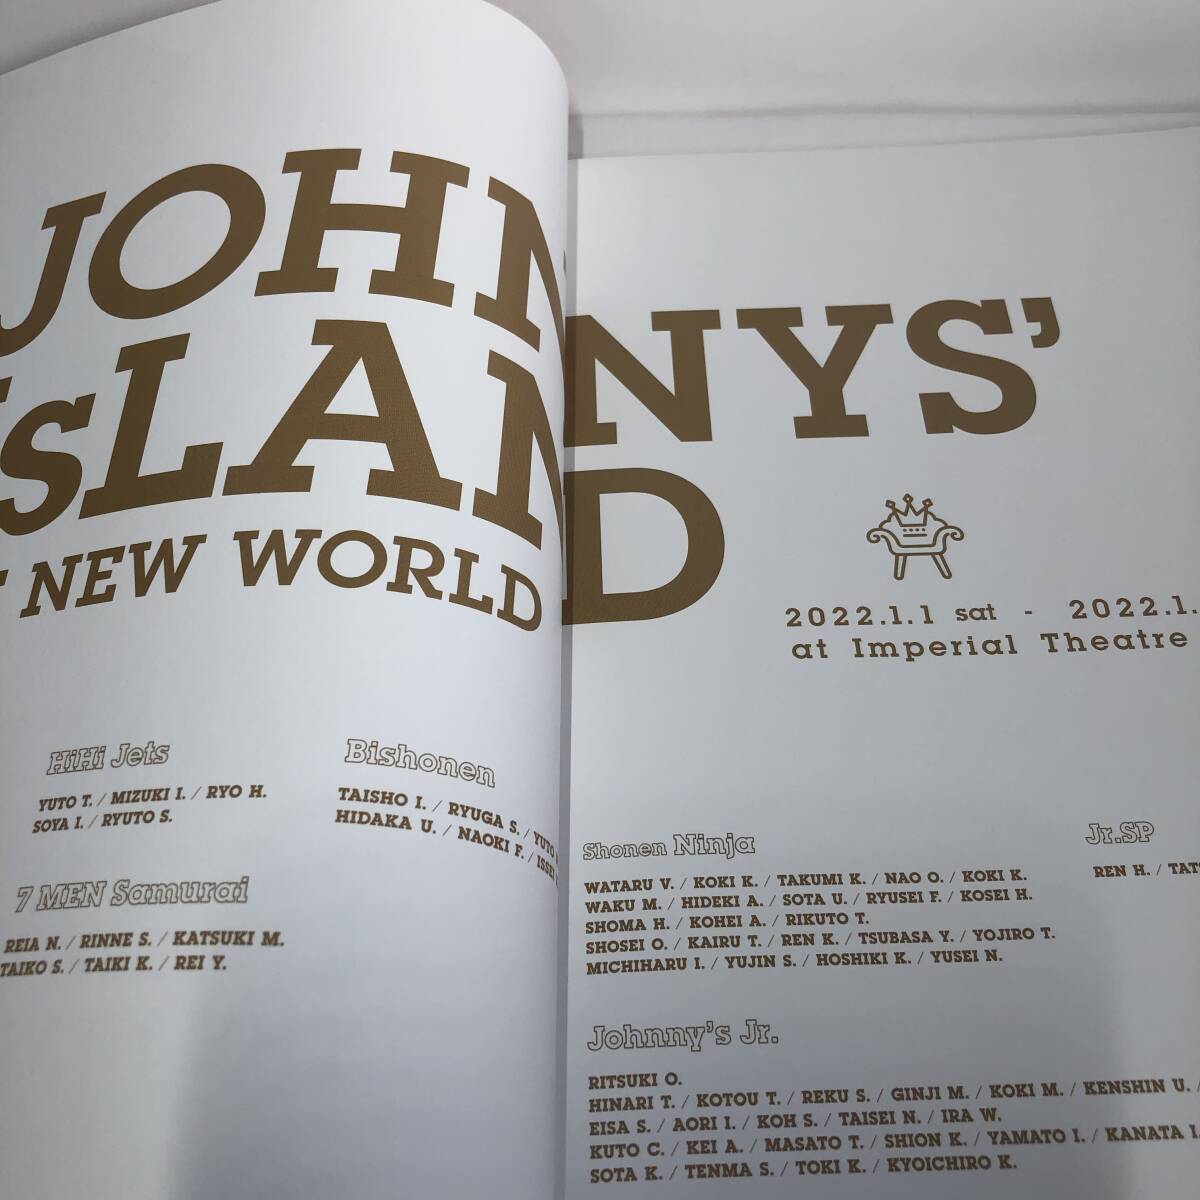 JOHNNYS'
IsLAND
NEW WORLD
2022.1.1 sat - 2022.1.
at Imperial Theatre
HiHi Jets
YUTO T. / MIZUKI I. / RYO H.
SOYA I. / RYUTO S.
Bishonen
TAISHO I. / RYUGA S. / YUTO
HIDAKA U. / NAOKI F. / ISSEI
7 MEN Samurai
REIA N. / RINNE S. / KATSUKI M.
TAIKO S. / TAIKI K. / REI Y.
Shonen Ninja
WATARU V. / KOKI K. / TAKUMI K. / NAO O. / KOKI K.
WAKU M. / HIDEKI A. / SOTA U. / RYUSEI F. / KOSEI H.
SHOMA H. / KOHEI A. / RIKUTO T.
SHOSEI O. / KAIRU T. / REN K. / TSUBASA Y. / YOJIRO T.
MICHIHARU I. / YUJIN S. / HOSHIKI K. / YUSEI N.
Jr.SP
REN H. / TAT
Johnny's Jr.
RITSUKI O.
HINARI T. / KOTOU T. / REKU S. / GINJI M. / KOKI M. / KENSHIN U. /
EISA S. / AORI I. / KOH S. / TAISEI N. / IRA W.
KUTO C. / KEI A. / MASATO T. / SHION K. / YAMATO I. / KANATA I.
SOTA K. / TENMA S. / TOKI K. / KYOICHIRO K.